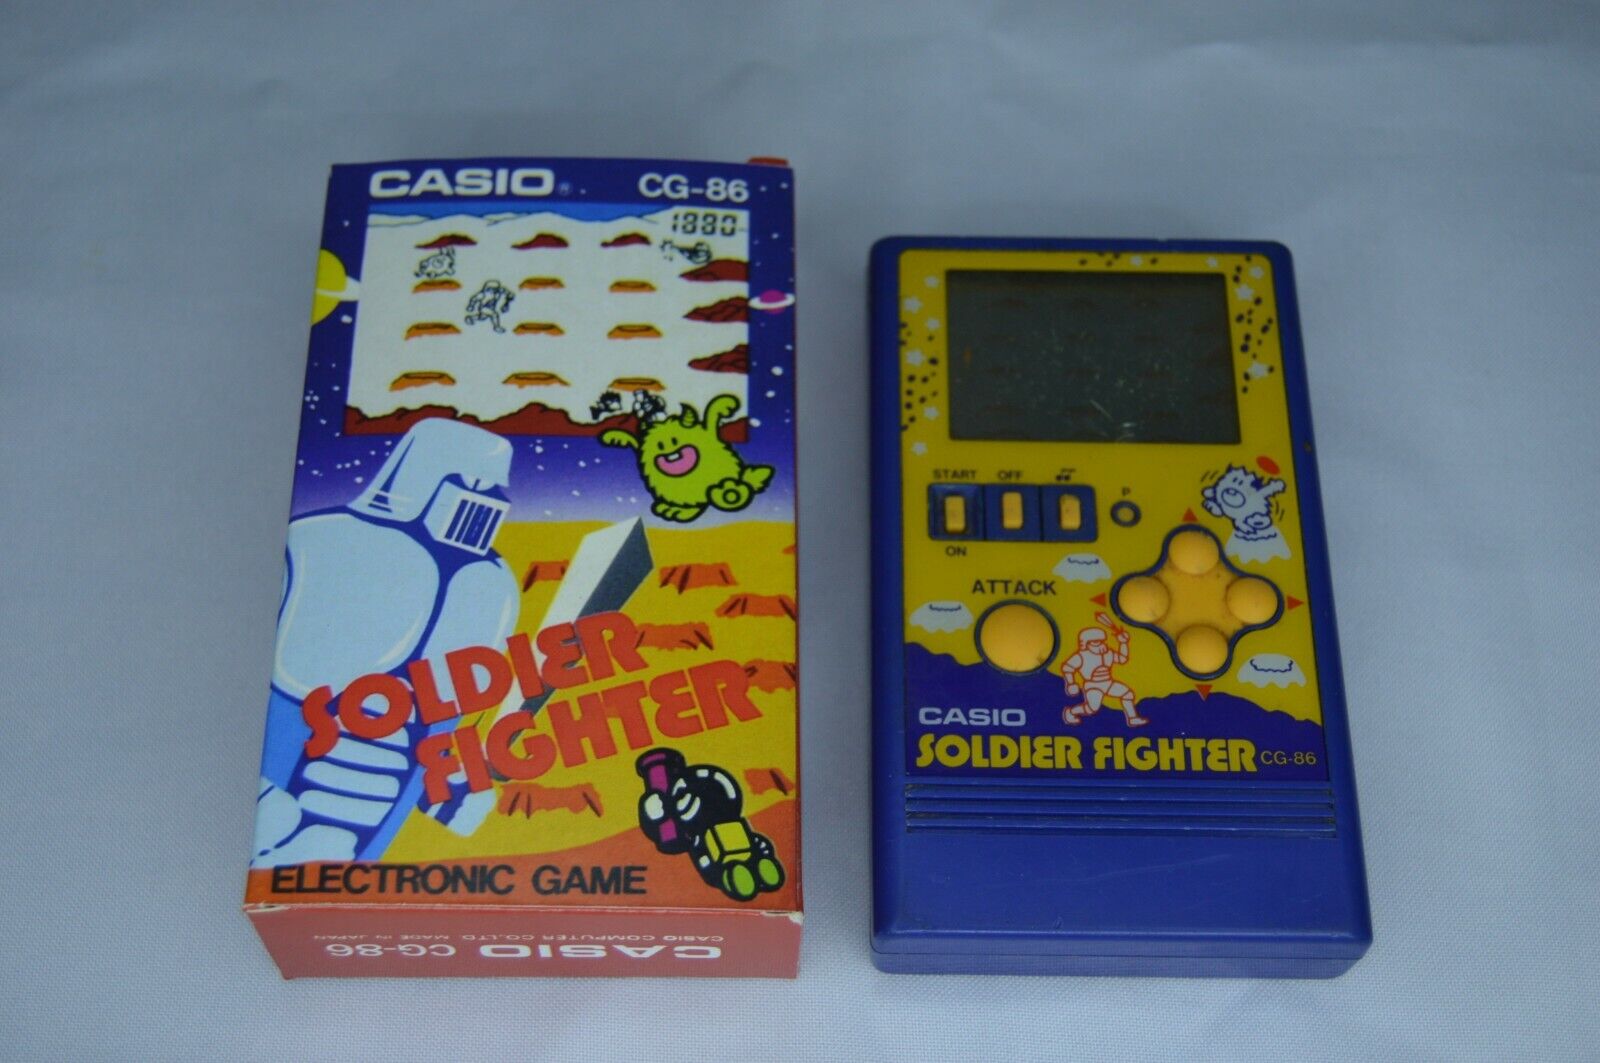 CASIO® CG-86
1880
SOLDIER
FIGHTER
ELECTRONIC GAME
CASIO CG-86
CASIO COMPUTER CO., LTD. MADE IN JAPAN
START OFF
P
ON
ATTACK
CASIO
SOLDIER FIGHTER CG-86